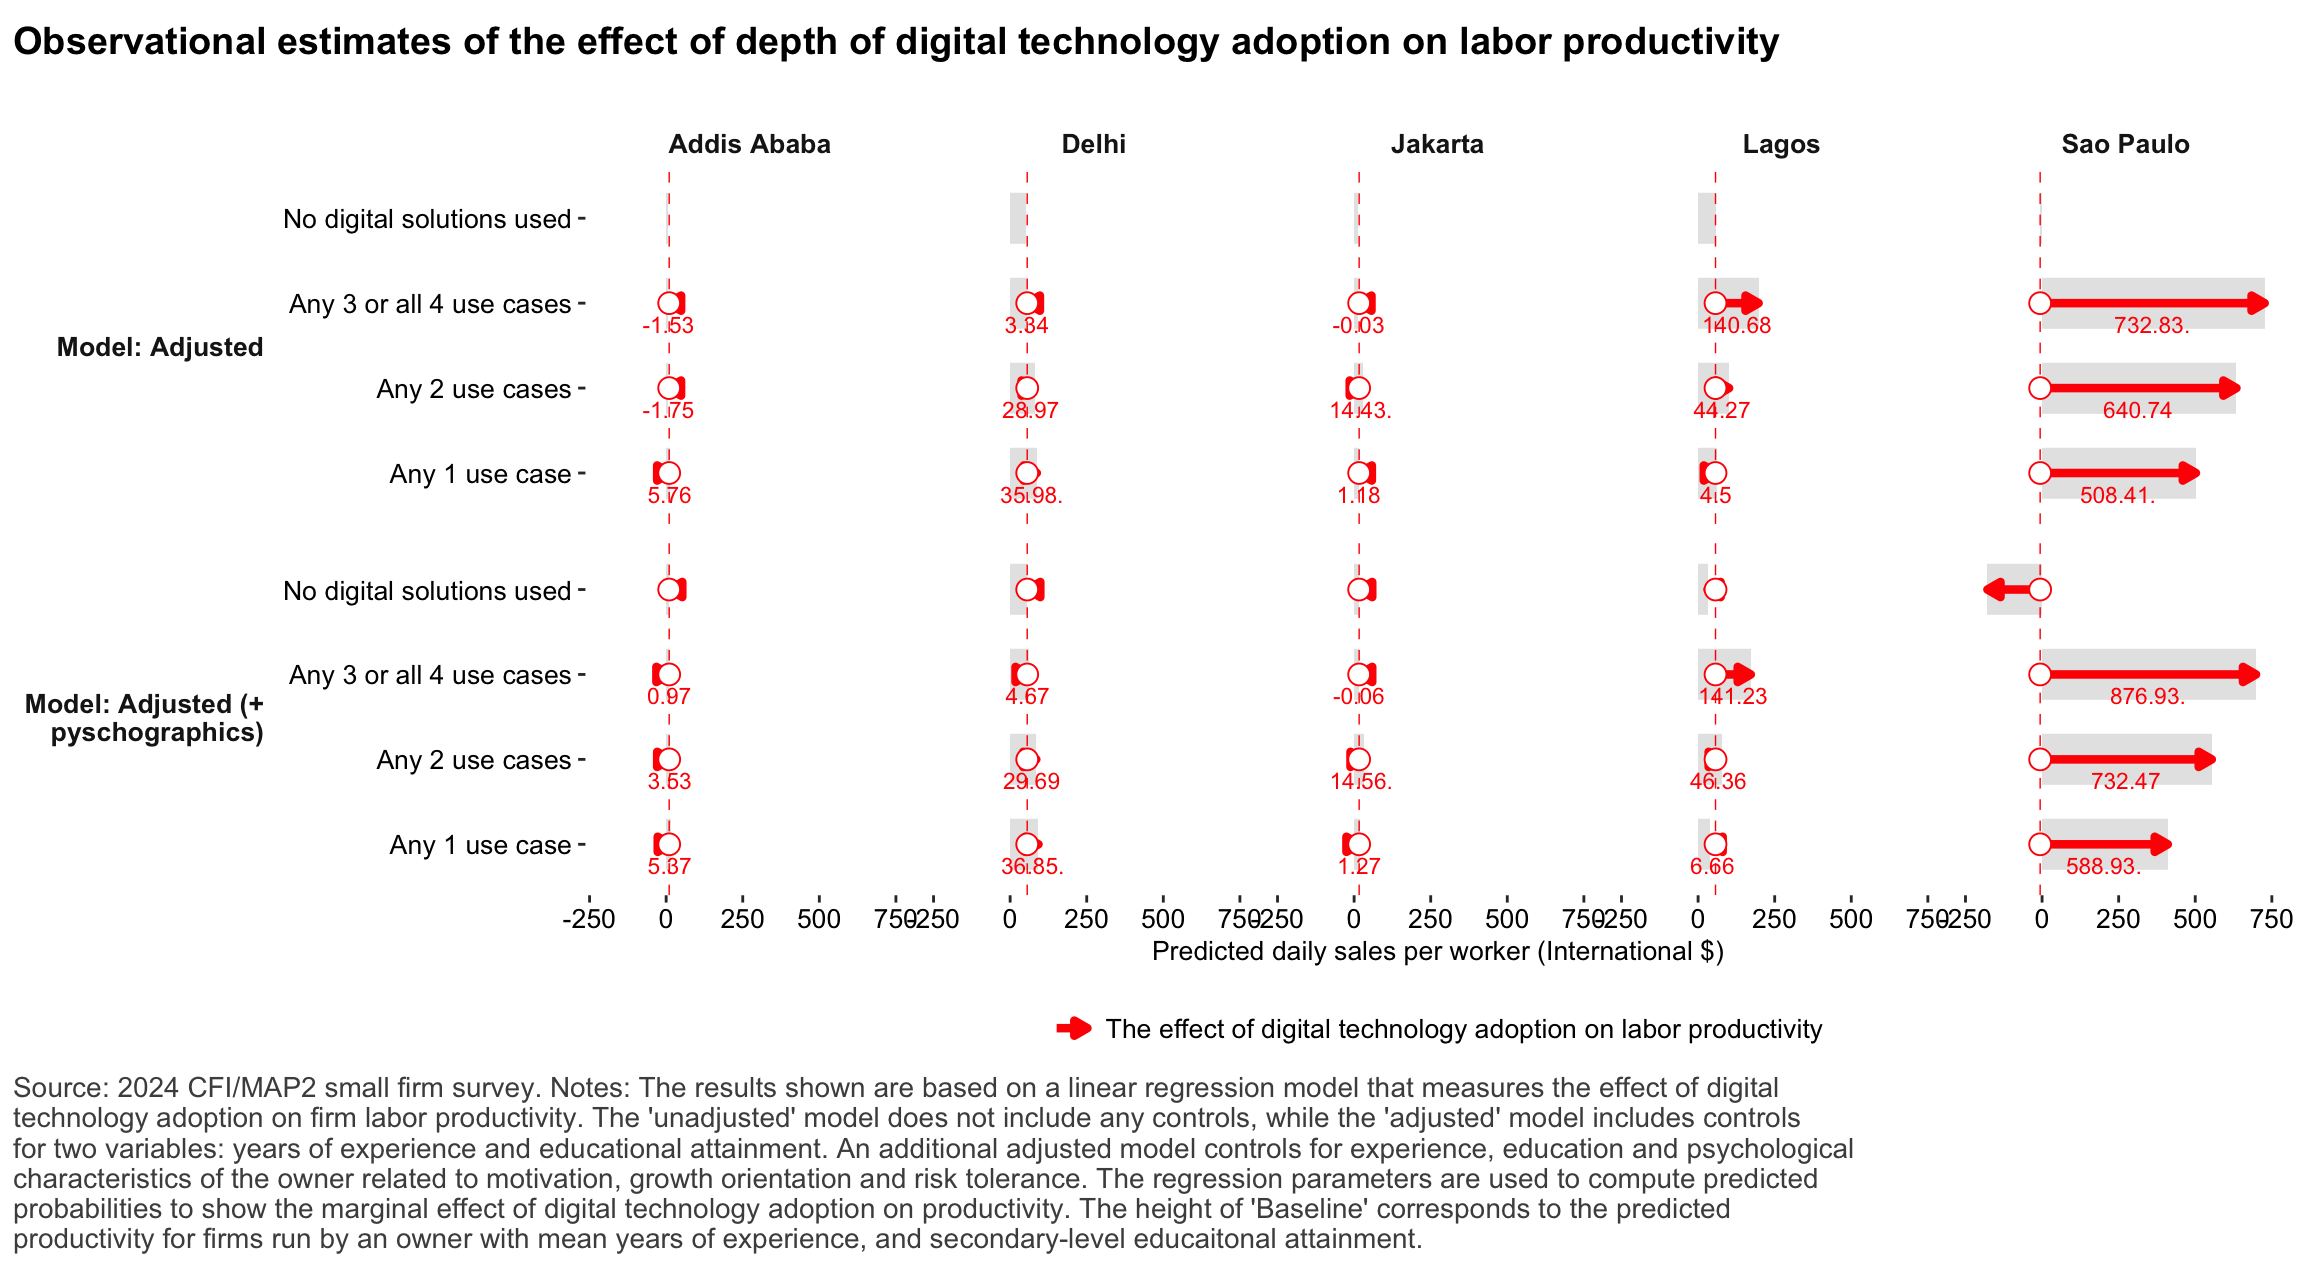 Observational estimates of the effect of depth of digital technology adoption on labor productivity
Addis Ababa Delhi Jakarta Lagos Sao Paulo
Model: Adjusted
No digital solutions used
Any 3 or all 4 use cases -1.53 3.34 -0.03 140.68 732.83.
Any 2 use cases -1.75 28.97 14.43. 44.27 640.74
Any 1 use case 5.76 35.98. 1.18 4.5 508.41.
Model: Adjusted (+
pyschographics)
No digital solutions used
Any 3 or all 4 use cases 0.97 4.67 -0.06 141.23 876.93.
Any 2 use cases 3.53 29.69 14.56. 46.36 732.47
Any 1 use case 5.37 36.85. 1.27 6.66 588.93.
-250 0 250 500 750 -250 0 250 500 750 -250 0 250 500 750 -250 0 250 500 750 -250 0 250 500 750
Predicted daily sales per worker (International $)
The effect of digital technology adoption on labor productivity
Source: 2024 CFI/MAP2 small firm survey. Notes: The results shown are based on a linear regression model that measures the effect of digital
technology adoption on firm labor productivity. The 'unadjusted' model does not include any controls, while the 'adjusted' model includes controls
for two variables: years of experience and educational attainment. An additional adjusted model controls for experience, education and psychological
characteristics of the owner related to motivation, growth orientation and risk tolerance. The regression parameters are used to compute predicted
probabilities to show the marginal effect of digital technology adoption on productivity. The height of 'Baseline' corresponds to the predicted
productivity for firms run by an owner with mean years of experience, and secondary-level educaitonal attainment.